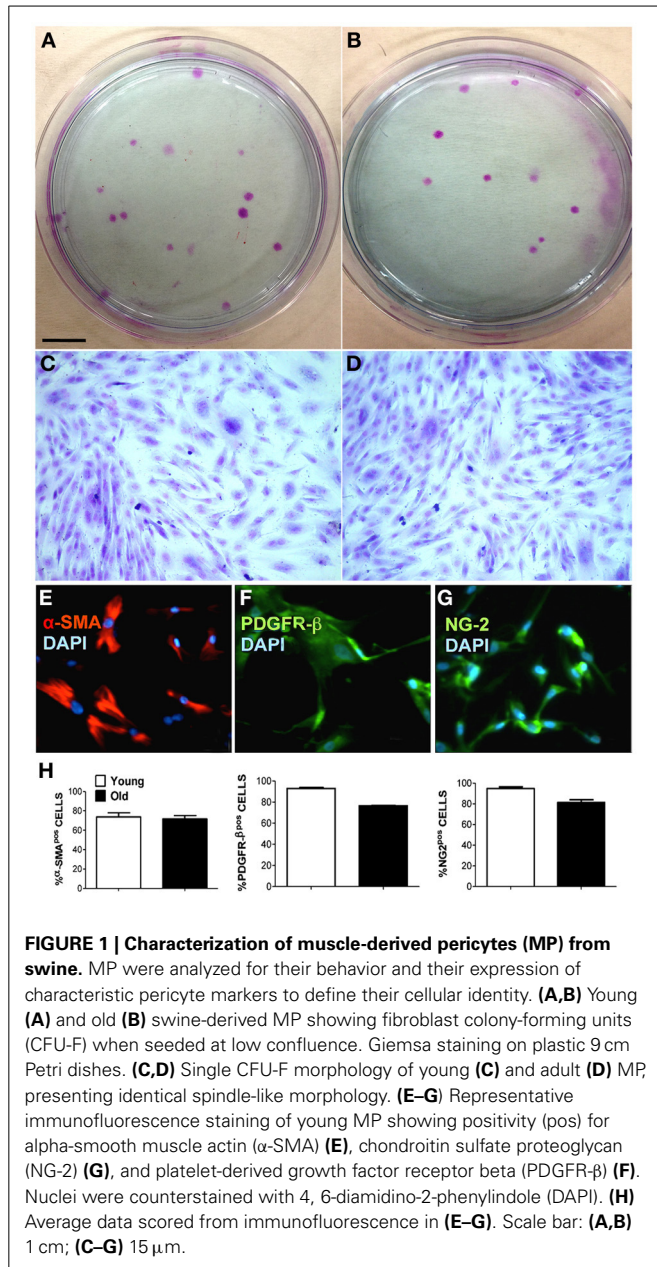 A
B
C
D
E
α-SMA
DAPI
F
PDGFR-β
DAPI
G
NG-2
DAPI
H
Young
Old
%α-SMApos CELLS
100
80
60
40
20
0
%PDGFR-βpos CELLS
100
80
60
40
20
0
%NG2pos CELLS
100
80
60
40
20
0
FIGURE 1 | Characterization of muscle-derived pericytes (MP) from
swine. MP were analyzed for their behavior and their expression of
characteristic pericyte markers to define their cellular identity. (A,B) Young
(A) and old (B) swine-derived MP showing fibroblast colony-forming units
(CFU-F) when seeded at low confluence. Giemsa staining on plastic 9 cm
Petri dishes. (C,D) Single CFU-F morphology of young (C) and adult (D) MP,
presenting identical spindle-like morphology. (E–G) Representative
immunofluorescence staining of young MP showing positivity (pos) for
alpha-smooth muscle actin (α-SMA) (E), chondroitin sulfate proteoglycan
(NG-2) (G), and platelet-derived growth factor receptor beta (PDGFR-β) (F).
Nuclei were counterstained with 4, 6-diamidino-2-phenylindole (DAPI). (H)
Average data scored from immunofluorescence in (E–G). Scale bar: (A,B)
1 cm; (C–G) 15 μm.